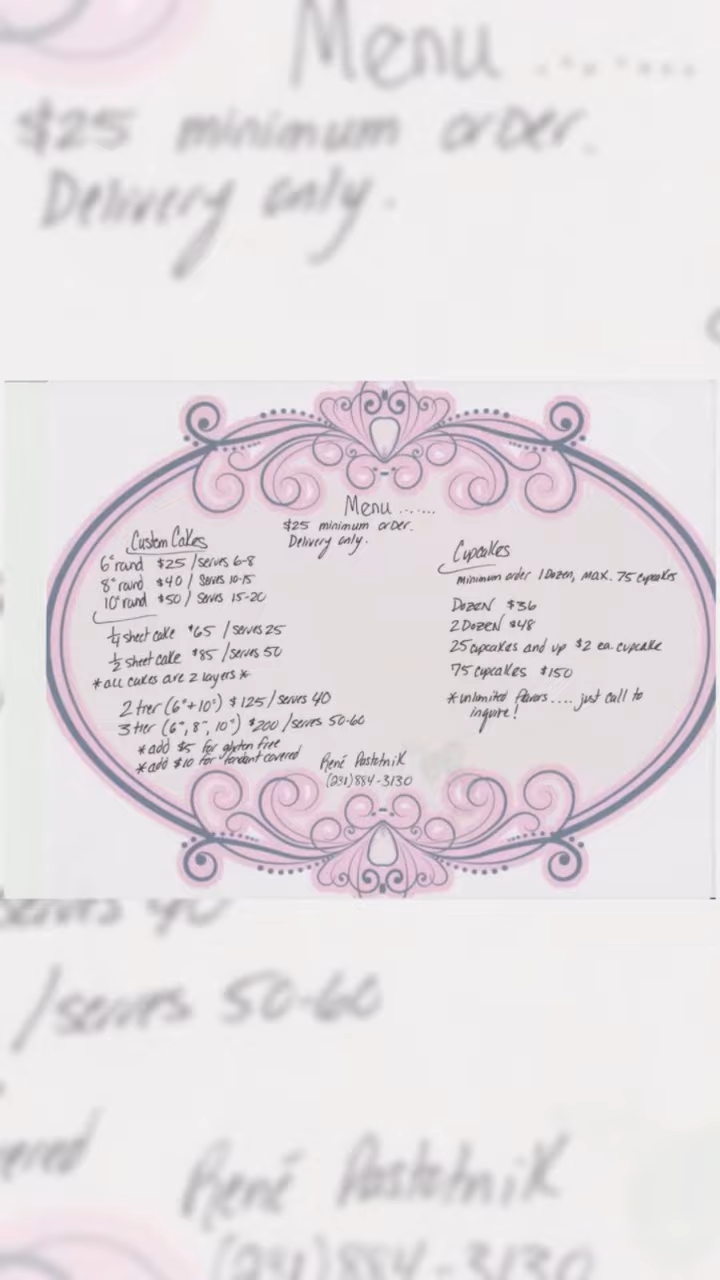 Menu .......
$25 minimum order.
Delivery only.
Menu .......
$25 minimum order.
Delivery only.
Custom Cakes
6" round $25 /serves 6-8
8" round $40 / serves 10-15
10" round $50 / serves 15-20
1/4 sheet cake $65 / serves 25
1/2 sheet cake $85 / serves 50
*all cakes are 2 layers*
2 tier (6"+10") $125/serves 40
3 tier (6", 8", 10") $200 /serves 50-60
*add $5 for gluten free
*add $10 for fondant covered
Cupcakes
minimum order 1 Dozen, max. 75 cupcakes
Dozen $36
2 Dozen $48
25 cupcakes and up $2 ea. cupcake
75 cupcakes $150
*unlimited flavors .... just call to
inquire!
René Postotnik
(231)884-3130
serves 40
/serves 50-60
ered
René Postotnik
(231)884-3130